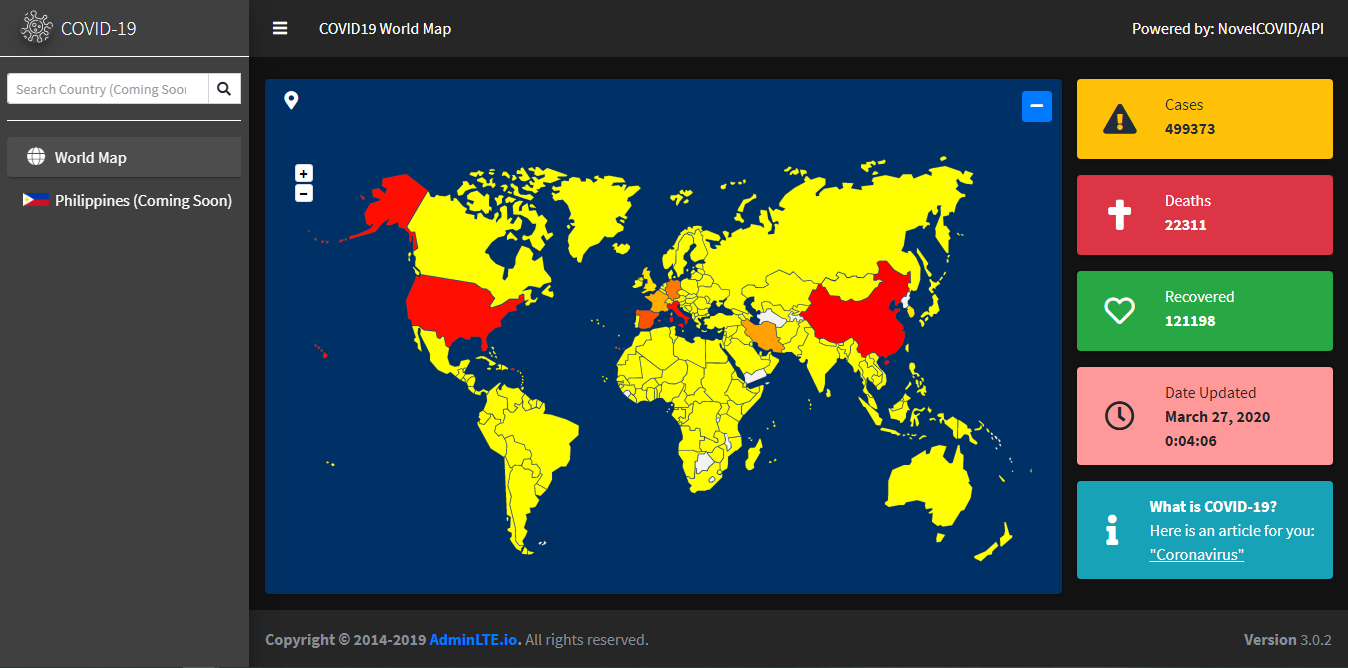 COVID-19
COVID19 World Map
Powered by: NovelCOVID/API
Search Country (Coming Soon
World Map
Philippines (Coming Soon)
+
−
−
Cases
499373
Deaths
22311
Recovered
121198
Date Updated
March 27, 2020
0:04:06
What is COVID-19?
Here is an article for you:
"Coronavirus"
Copyright © 2014-2019 AdminLTE.io. All rights reserved.
Version 3.0.2